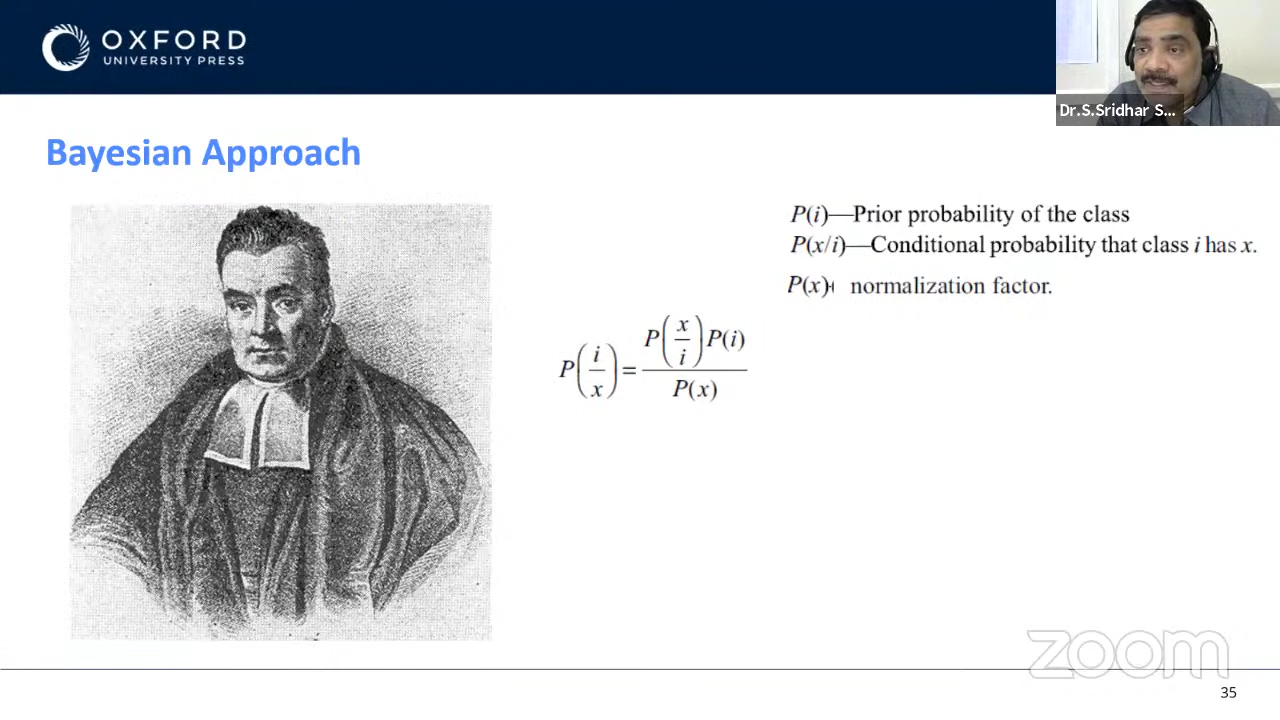 OXFORD
UNIVERSITY PRESS
Dr.S.Sridhar S...
Bayesian Approach
P(i)—Prior probability of the class
P(x/i)—Conditional probability that class i has x.
P(x) normalization factor.
P(i/x) = P(x/i) P(i) / P(x)
zoom
35